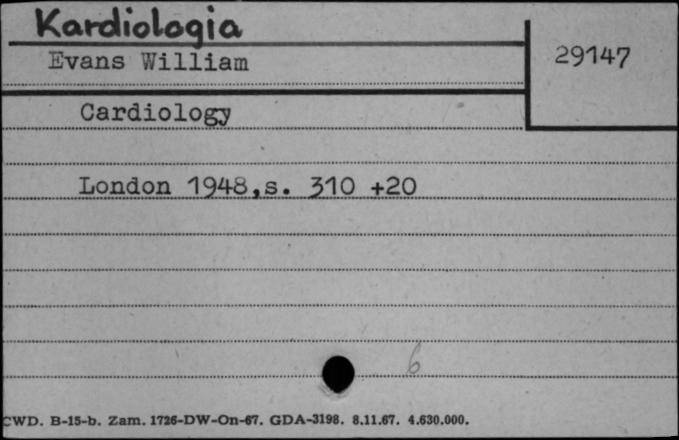 Kardiologia
Evans William
29147
Cardiology
London 1948,s. 310 +20
6
CWD. B-15-b. Zam. 1726-DW-On-67. GDA-3198. 8.11.67. 4.630.000.